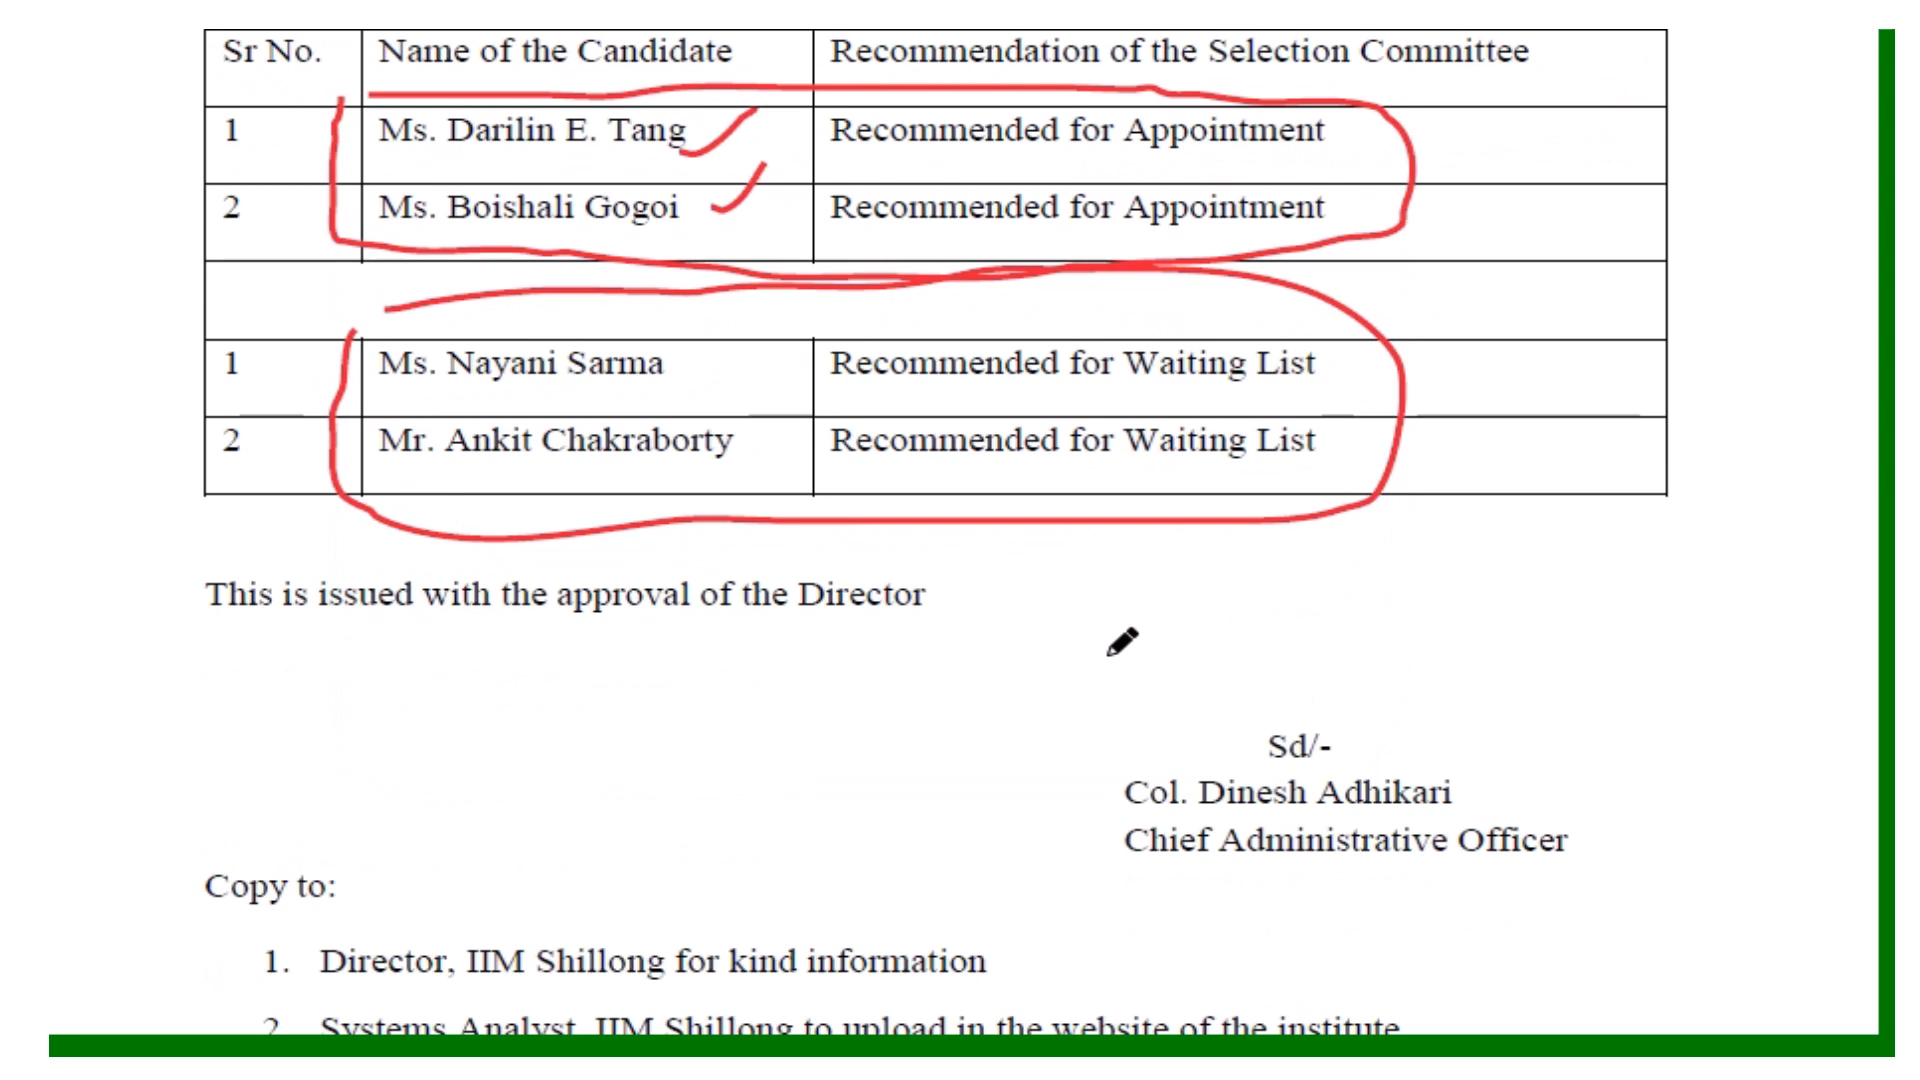 Sr No. Name of the Candidate Recommendation of the Selection Committee
1 Ms. Darilin E. Tang Recommended for Appointment
2 Ms. Boishali Gogoi Recommended for Appointment
1 Ms. Nayani Sarma Recommended for Waiting List
2 Mr. Ankit Chakraborty Recommended for Waiting List
This is issued with the approval of the Director
Sd/-
Col. Dinesh Adhikari
Chief Administrative Officer
Copy to:
1. Director, IIM Shillong for kind information
2. Systems Analyst, IIM Shillong to upload in the website of the institute